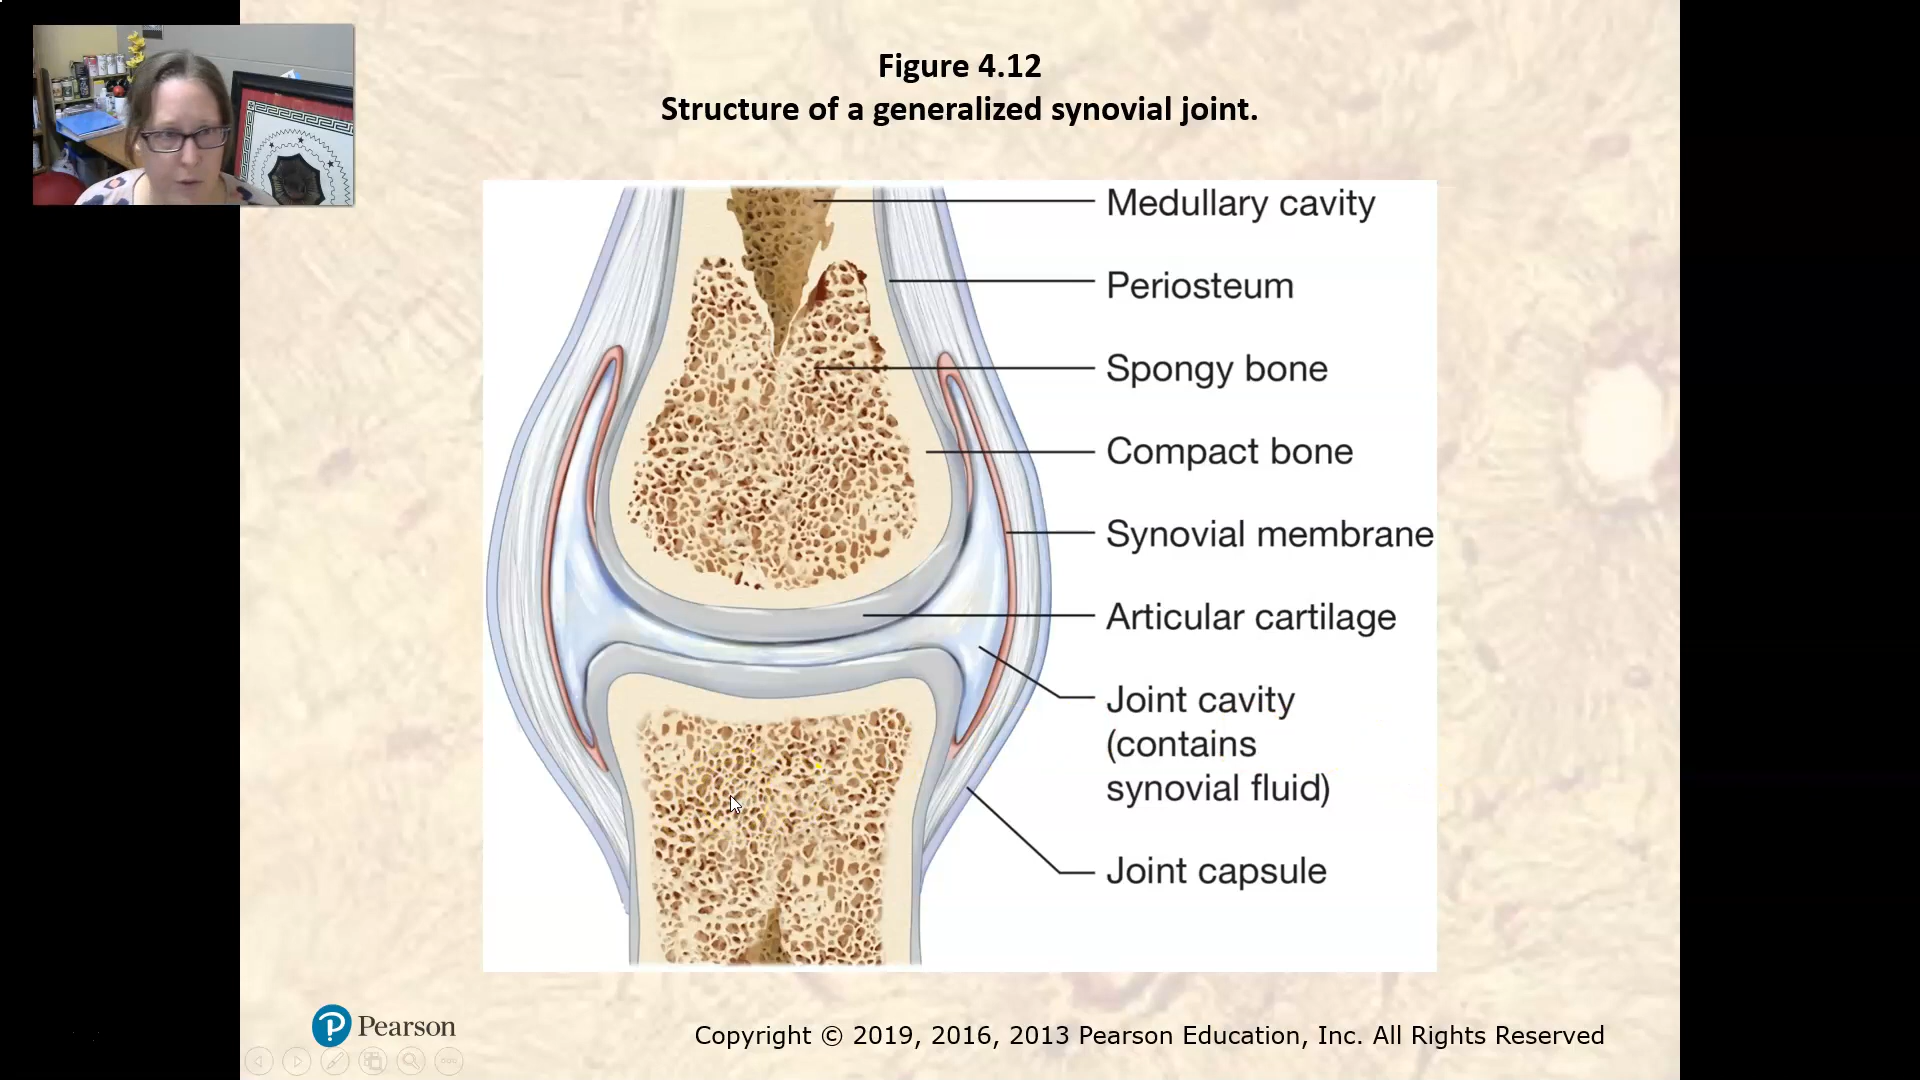 Figure 4.12
Structure of a generalized synovial joint.
Medullary cavity
Periosteum
Spongy bone
Compact bone
Synovial membrane
Articular cartilage
Joint cavity
(contains
synovial fluid)
Joint capsule
Pearson
Copyright © 2019, 2016, 2013 Pearson Education, Inc. All Rights Reserved